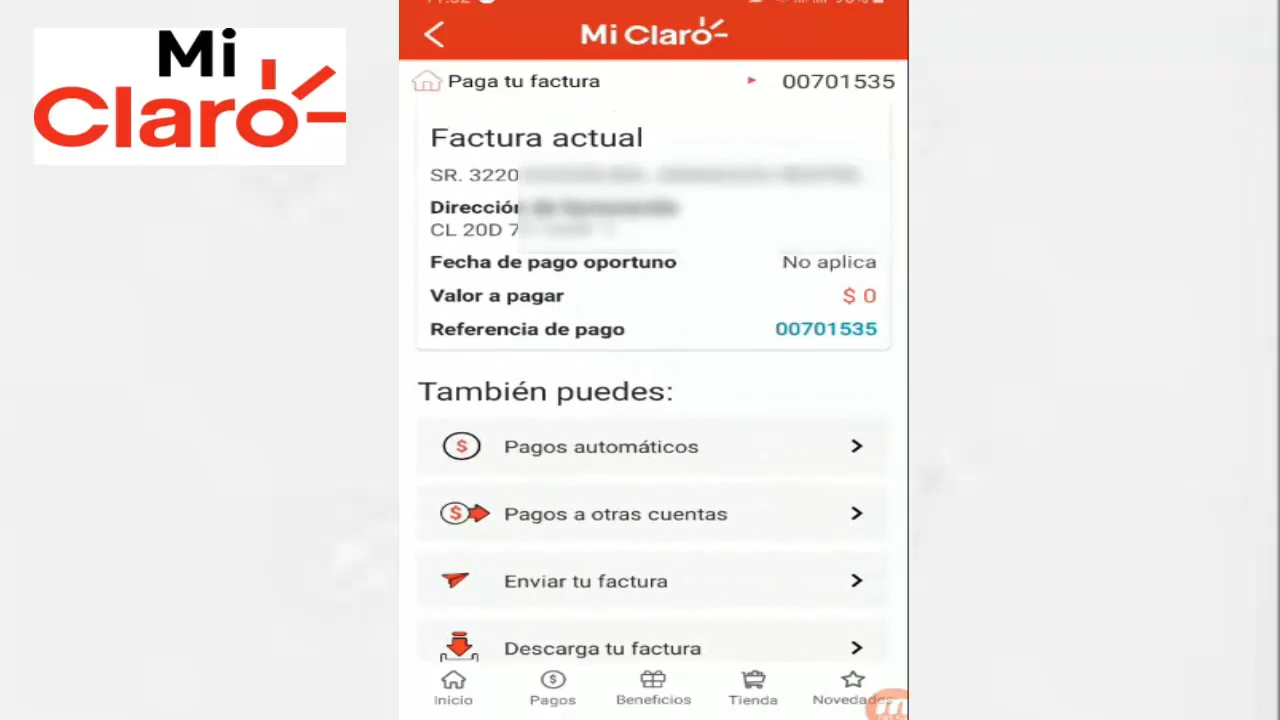 Mi
Claro
Mi Claro
Paga tu factura 00701535
Factura actual
SR. 3220
Dirección
CL 20D 7
Fecha de pago oportuno No aplica
Valor a pagar $ 0
Referencia de pago 00701535
También puedes:
$ Pagos automáticos
$ Pagos a otras cuentas
Enviar tu factura
Descarga tu factura
Inicio Pagos Beneficios Tienda Novedades